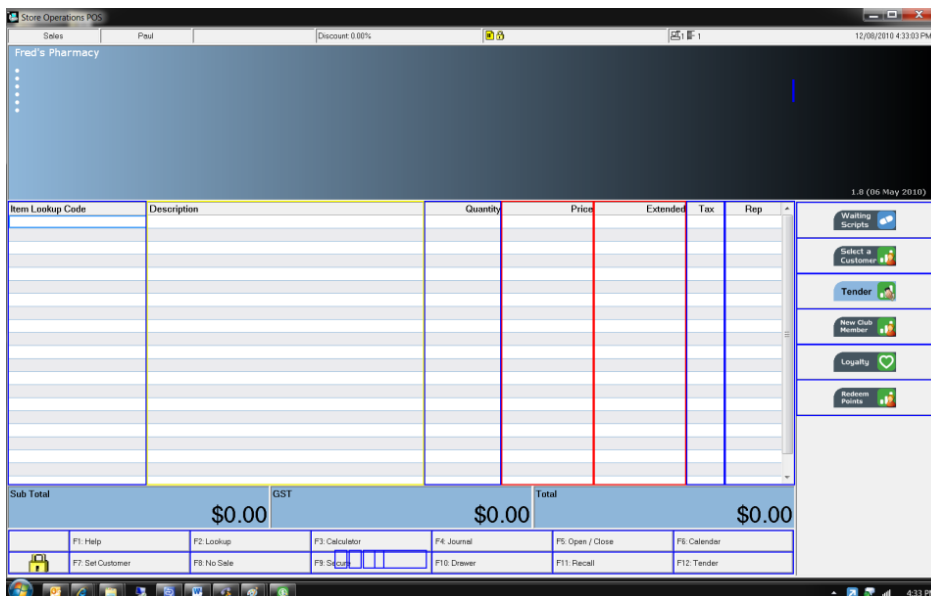 Store Operations POS
Sales Paul Discount: 0.00% 1 1 12/08/2010 4:33:03 PM
Fred's Pharmacy
1.8 (06 May 2010)
Item Lookup Code Description Quantity Price Extended Tax Rep
Waiting Scripts
Select a Customer
Tender
New Club Member
Loyalty
Redeem Points
Sub Total GST Total
$0.00 $0.00 $0.00
F1: Help F2: Lookup F3: Calculator F4: Journal F5: Open / Close F6: Calendar
F7: Set Customer F8: No Sale F9: Secure F10: Drawer F11: Recall F12: Tender
4:33 PM